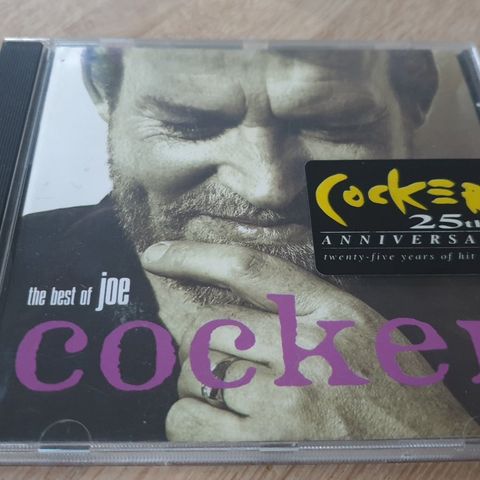 COCKER
25th
ANNIVERSA
twenty-five years of hit
the best of joe
cocker